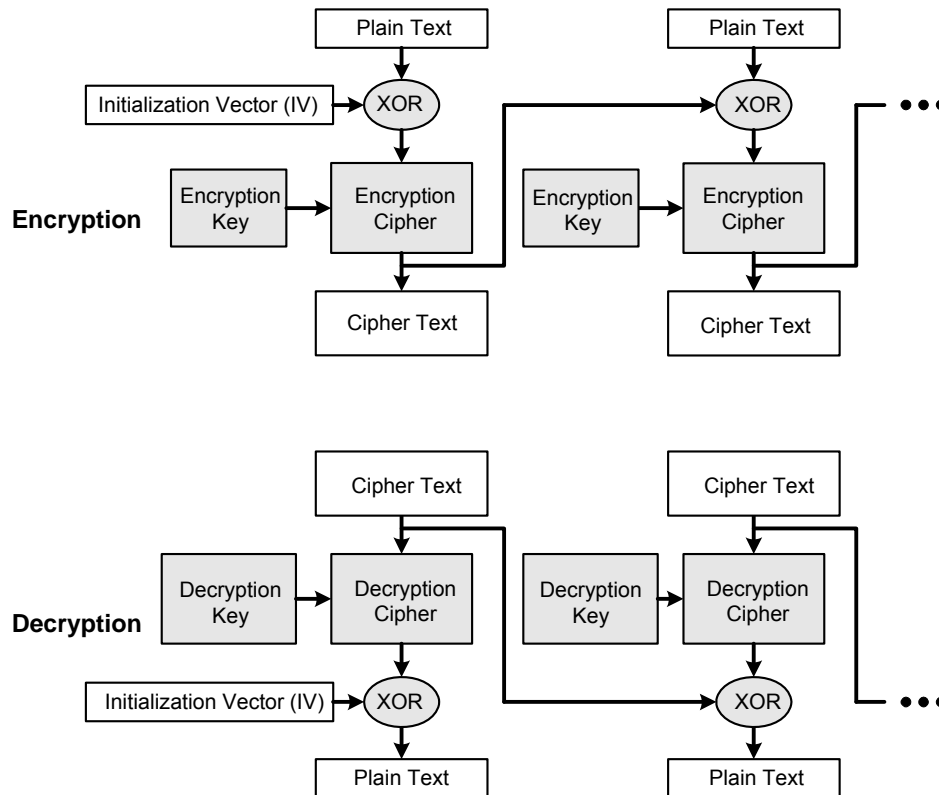 Plain Text
Plain Text
Initialization Vector (IV)
XOR
XOR
Encryption
Encryption
Key
Encryption
Cipher
Encryption
Key
Encryption
Cipher
Cipher Text
Cipher Text
Cipher Text
Cipher Text
Decryption
Decryption
Key
Decryption
Cipher
Decryption
Key
Decryption
Cipher
Initialization Vector (IV)
XOR
XOR
Plain Text
Plain Text